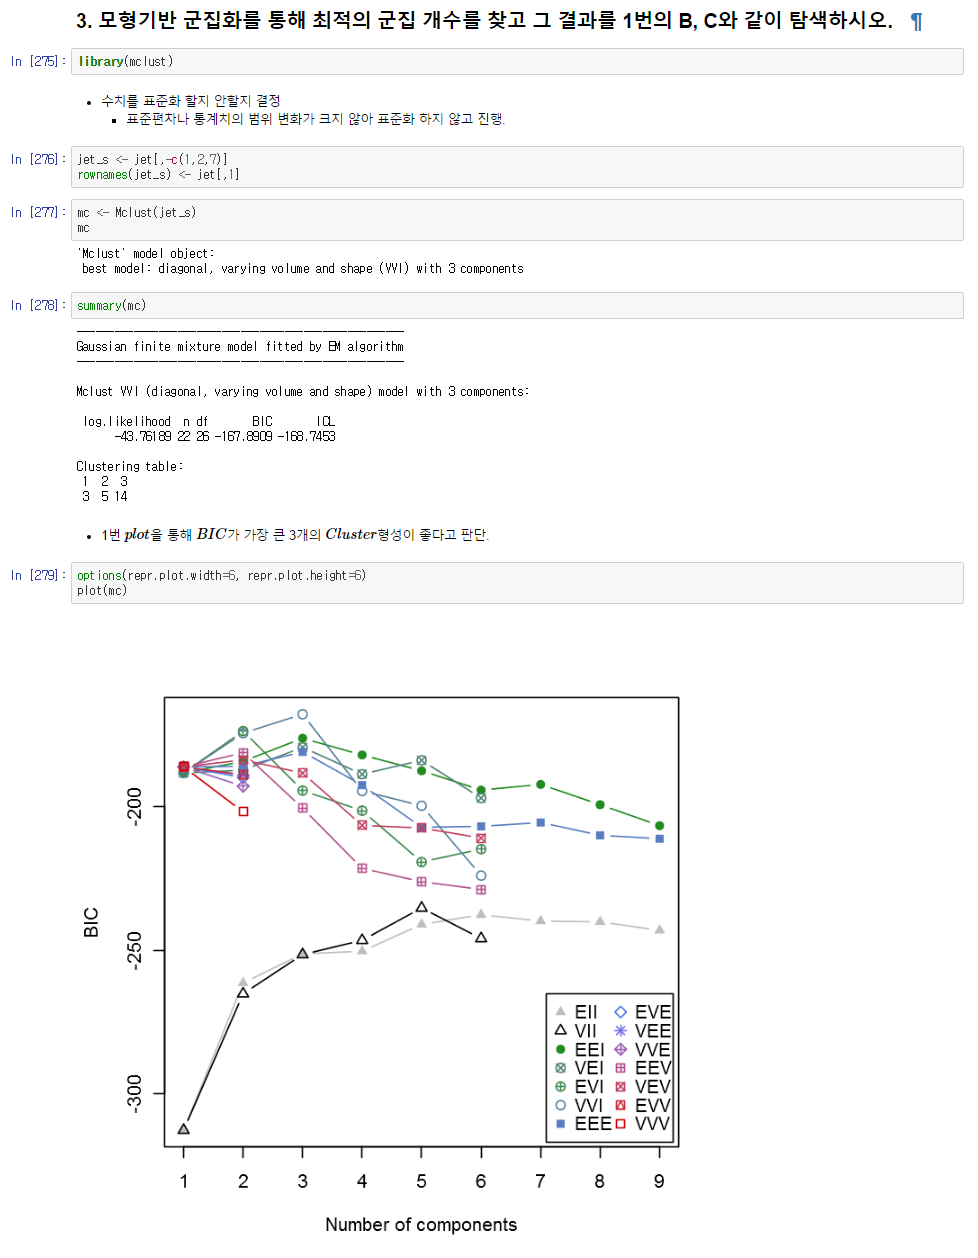 3. 모형기반 군집화를 통해 최적의 군집 개수를 찾고 그 결과를 1번의 B, C와 같이 탐색하시오. ¶
In [275]: library(mclust)
• 수치를 표준화 할지 안할지 결정
▪ 표준편차나 통계치의 범위 변화가 크지 않아 표준화 하지 않고 진행.
In [276]: jet_s <- jet[,-c(1,2,7)]
rownames(jet_s) <- jet[,1]
In [277]: mc <- Mclust(jet_s)
mc
'Mclust' model object:
best model: diagonal, varying volume and shape (VVI) with 3 components
In [278]: summary(mc)
----------------------------------------------------
Gaussian finite mixture model fitted by EM algorithm
----------------------------------------------------
Mclust VVI (diagonal, varying volume and shape) model with 3 components:
log.likelihood n df BIC ICL
-43.76189 22 26 -167.8909 -168.7453
Clustering table:
1 2 3
3 5 14
• 1번 plot을 통해 BIC가 가장 큰 3개의 Cluster형성이 좋다고 판단.
In [279]: options(repr.plot.width=6, repr.plot.height=6)
plot(mc)
BIC
-200
-250
-300
EII EVE
VII VEE
EEI VVE
VEI EEV
EVI VEV
VVI EVV
EEE VVV
1 2 3 4 5 6 7 8 9
Number of components